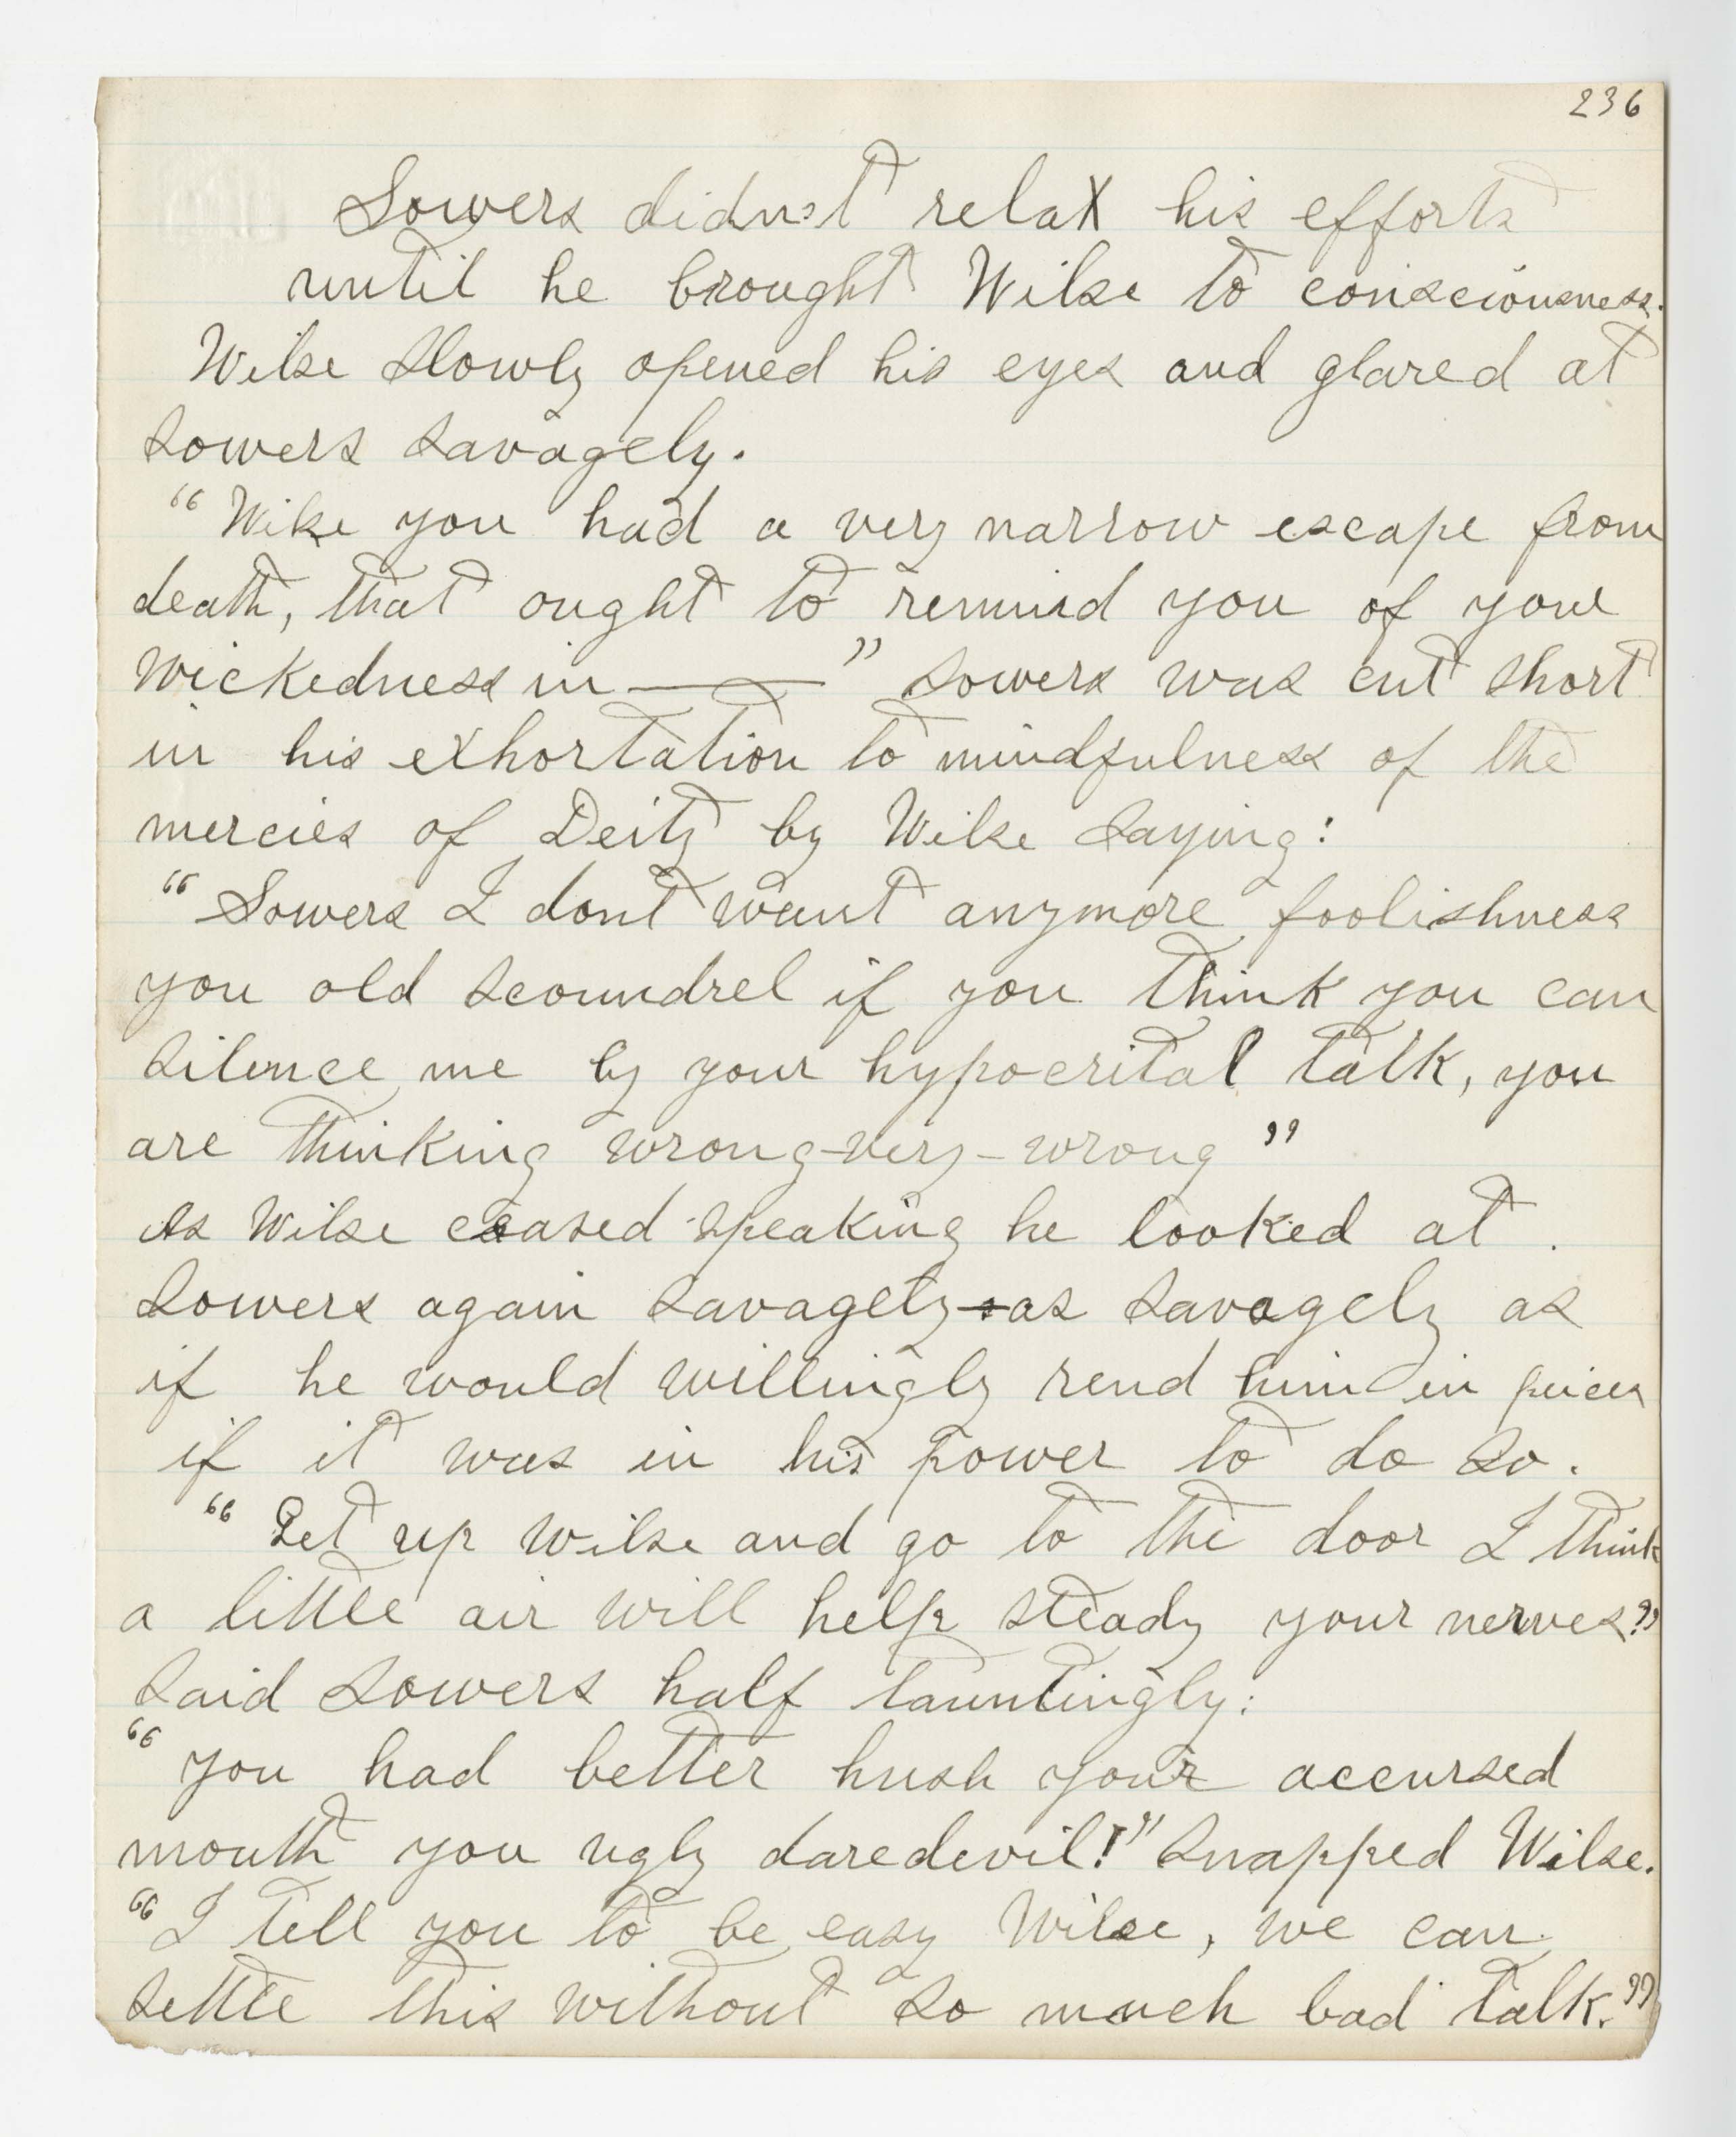 236
Sowers didn't relax his efforts
until he brought Wilse to consciousness.
Wilse slowly opened his eyes and glared at
Sowers savagely.
"Wilse you had a very narrow escape from
death, that ought to remind you of your
wickedness in ——— " Sowers was cut short
in his exhortation to mindfulness of the
mercies of Deity by Wilse saying:
"Sowers I dont want anymore foolishness
you old scoundrel if you think you can
silence me by your hypocrital talk, you
are thinking wrong-very-wrong"
As Wilse ceased speaking he looked at
Sowers again savagely-as savagely as
if he would willingly rend him in peices
if it was in his power to do so.
"Get up Wilse and go to the door I think
a little air will help steady your nerves?"
said Sowers half tauntingly:
"You had better hush your accursed
mouth you ugly daredevil!" snapped Wilse.
"I tell you to be easy Wilse, we can
settle this without so much bad talk."